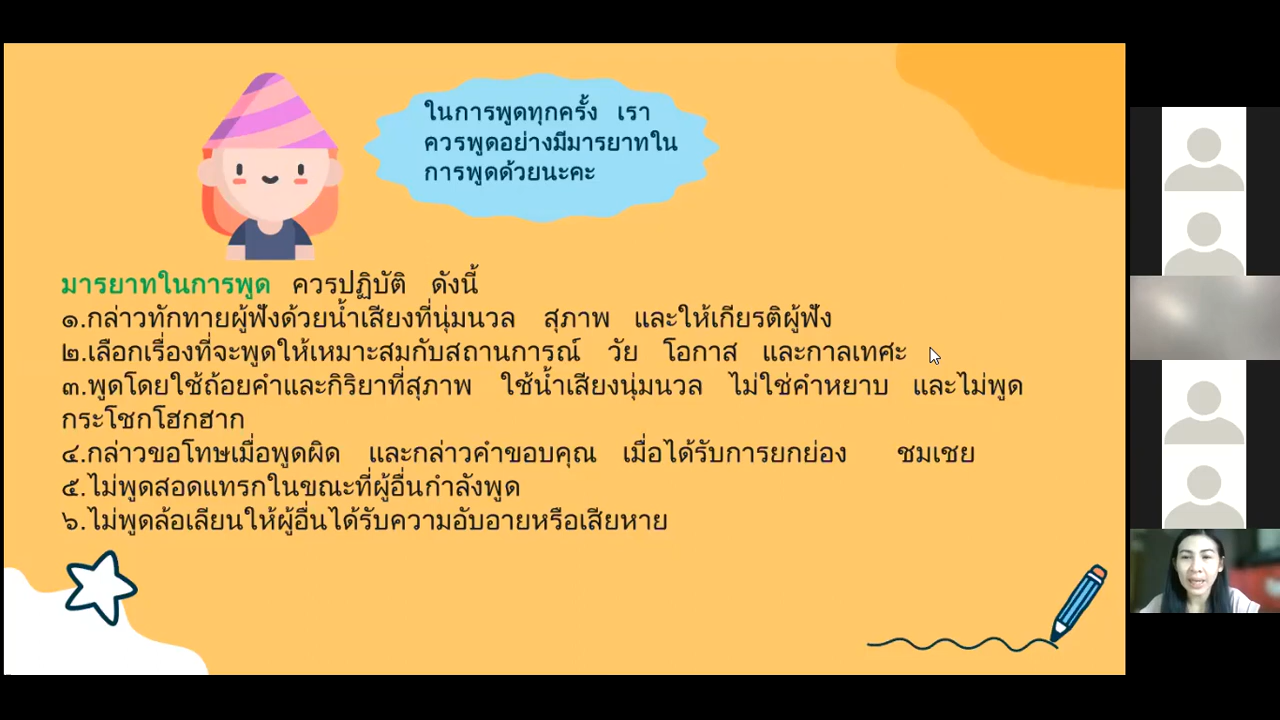 ในการพูดทุกครั้ง เรา
ควรพูดอย่างมีมารยาทใน
การพูดด้วยนะคะ
มารยาทในการพูด ควรปฏิบัติ ดังนี้
๑.กล่าวทักทายผู้ฟังด้วยน้ำเสียงที่นุ่มนวล สุภาพ และให้เกียรติผู้ฟัง
๒.เลือกเรื่องที่จะพูดให้เหมาะสมกับสถานการณ์ วัย โอกาส และกาลเทศะ
๓.พูดโดยใช้ถ้อยคำและกิริยาที่สุภาพ ใช้น้ำเสียงนุ่มนวล ไม่ใช่คำหยาบ และไม่พูด
กระโชกโฮกฮาก
๔.กล่าวขอโทษเมื่อพูดผิด และกล่าวคำขอบคุณ เมื่อได้รับการยกย่อง ชมเชย
๕.ไม่พูดสอดแทรกในขณะที่ผู้อื่นกำลังพูด
๖.ไม่พูดล้อเลียนให้ผู้อื่นได้รับความอับอายหรือเสียหาย